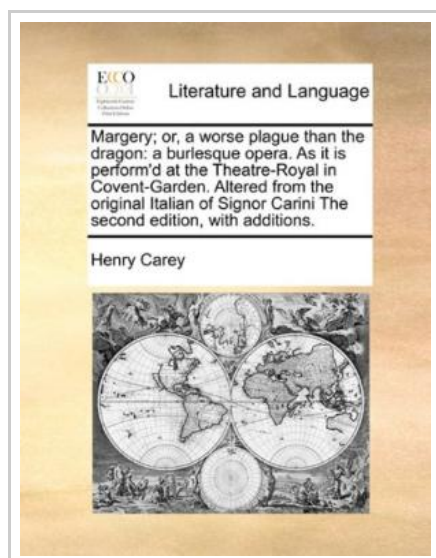 ECCO
Literature and Language
Margery; or, a worse plague than the
dragon: a burlesque opera. As it is
perform'd at the Theatre-Royal in
Covent-Garden. Altered from the
original Italian of Signor Carini The
second edition, with additions.
Henry Carey